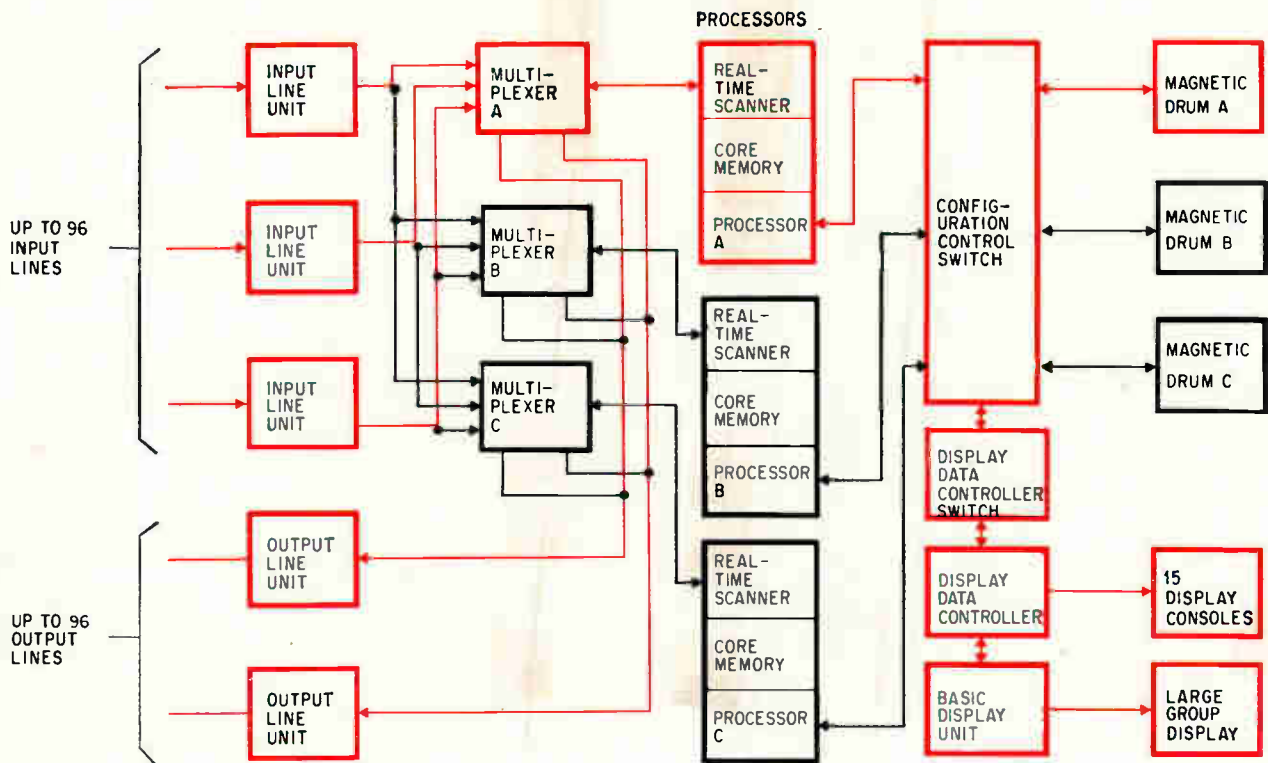 PROCESSORS
INPUT
LINE
UNIT
MULTI-
PLEXER
A
REAL-
TIME
SCANNER
CORE
MEMORY
PROCESSOR
A
CONFIG-
URATION
CONTROL
SWITCH
MAGNETIC
DRUM A
UP TO 96
INPUT
LINES
INPUT
LINE
UNIT
MULTI-
PLEXER
B
MAGNETIC
DRUM B
REAL-
TIME
SCANNER
CORE
MEMORY
PROCESSOR
B
MAGNETIC
DRUM C
INPUT
LINE
UNIT
MULTI-
PLEXER
C
DISPLAY
DATA
CONTROLLER
SWITCH
UP TO 96
OUTPUT
LINES
OUTPUT
LINE
UNIT
REAL-
TIME
SCANNER
CORE
MEMORY
PROCESSOR
C
DISPLAY
DATA
CONTROLLER
15
DISPLAY
CONSOLES
OUTPUT
LINE
UNIT
BASIC
DISPLAY
UNIT
LARGE
GROUP
DISPLAY